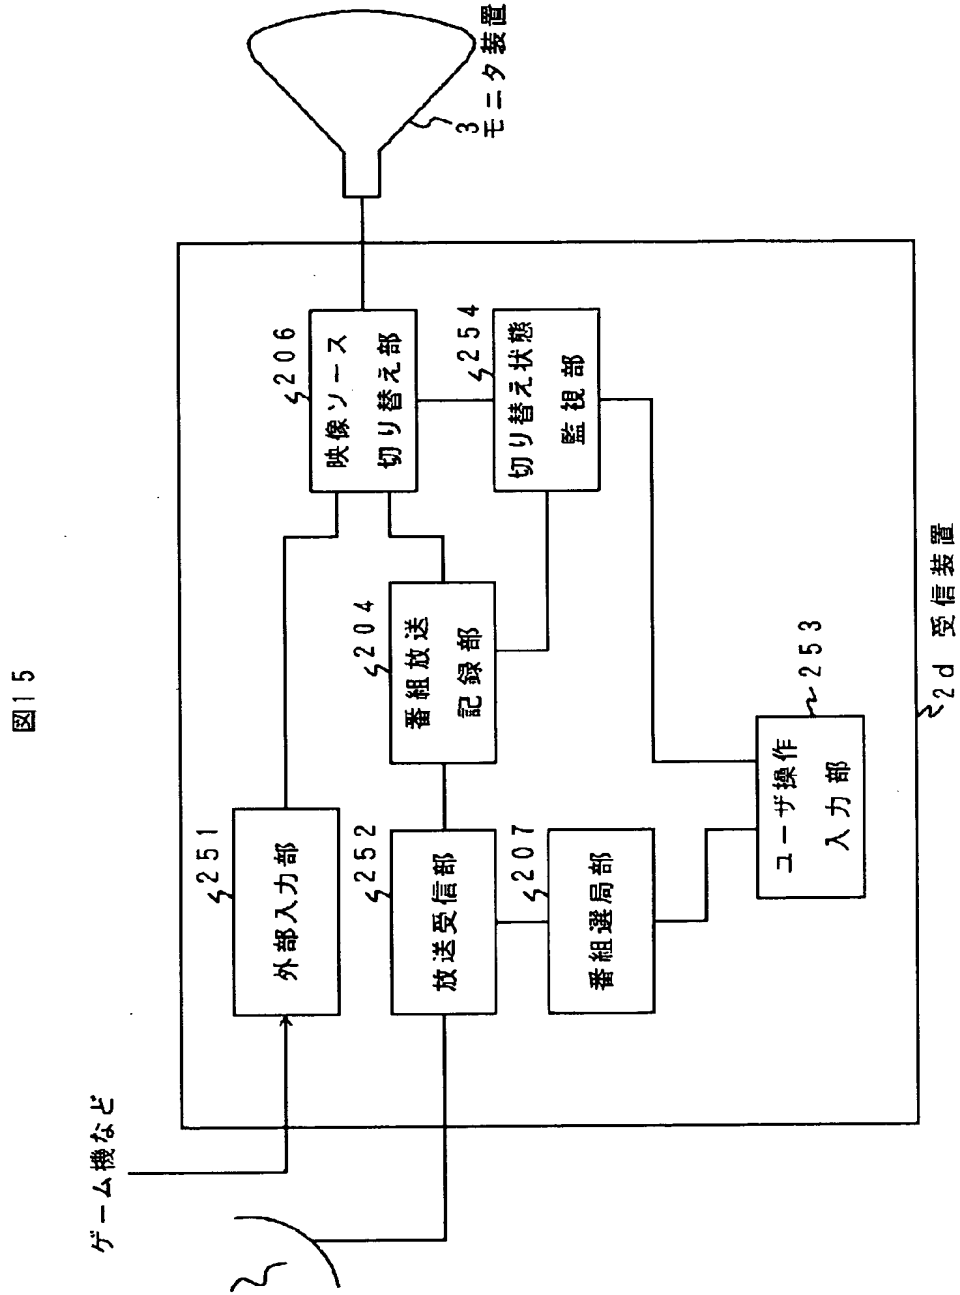 図15
ゲーム機など
251
外部入力部
252
放送受信部
207
番組選局部
204
番組放送
記録部
206
映像ソース
切り替え部
254
切り替え状態
監視部
253
ユーザ操作
入力部
2d 受信装置
3
モニタ装置